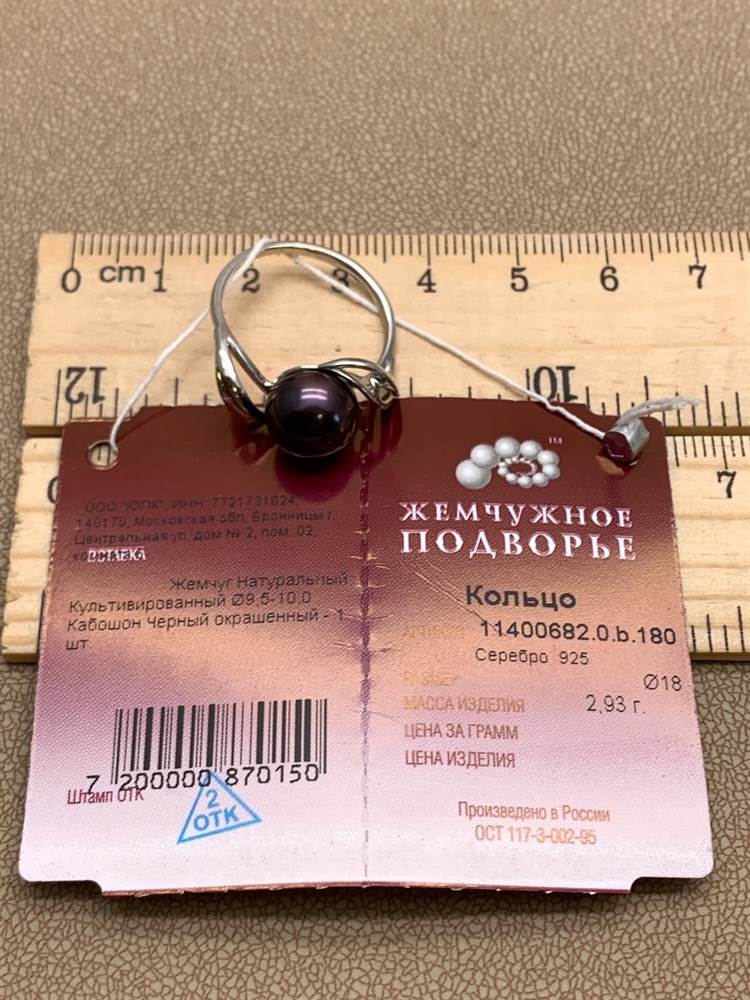 0 cm 1 2 3 4 5 6 7
12 10
7
ООО "ЮПК", ИНН 7721731024,
140170, Московская обл, Бронницы г,
Центральная ул, дом № 2, пом. 02,
ВСТАВКА
Жемчуг Натуральный
Культивированный Ø9,5-10,0
Кабошон Черный окрашенный - 1
шт
7 200000 870150
Штамп ОТК
2
ОТК
TM
ЖЕМЧУЖНОЕ
ПОДВОРЬЕ
Кольцо
АРТИКУЛ 11400682.0.b.180
Серебро 925
РАЗМЕР Ø18
МАССА ИЗДЕЛИЯ 2,93 г.
ЦЕНА ЗА ГРАММ
ЦЕНА ИЗДЕЛИЯ
Произведено в России
ОСТ 117-3-002-95